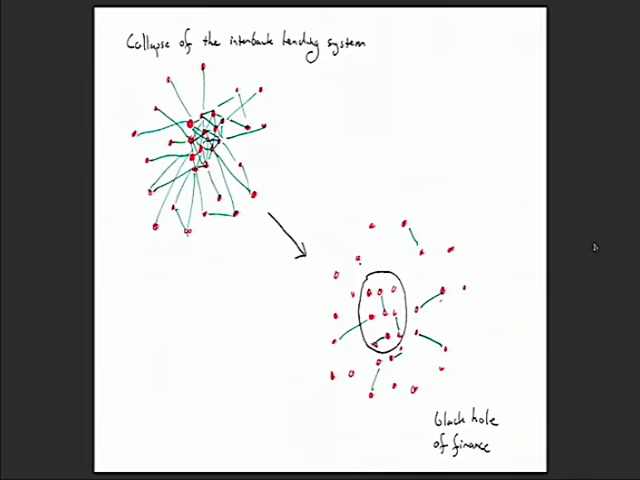 Collapse of the interbank lending system
black hole
of finance